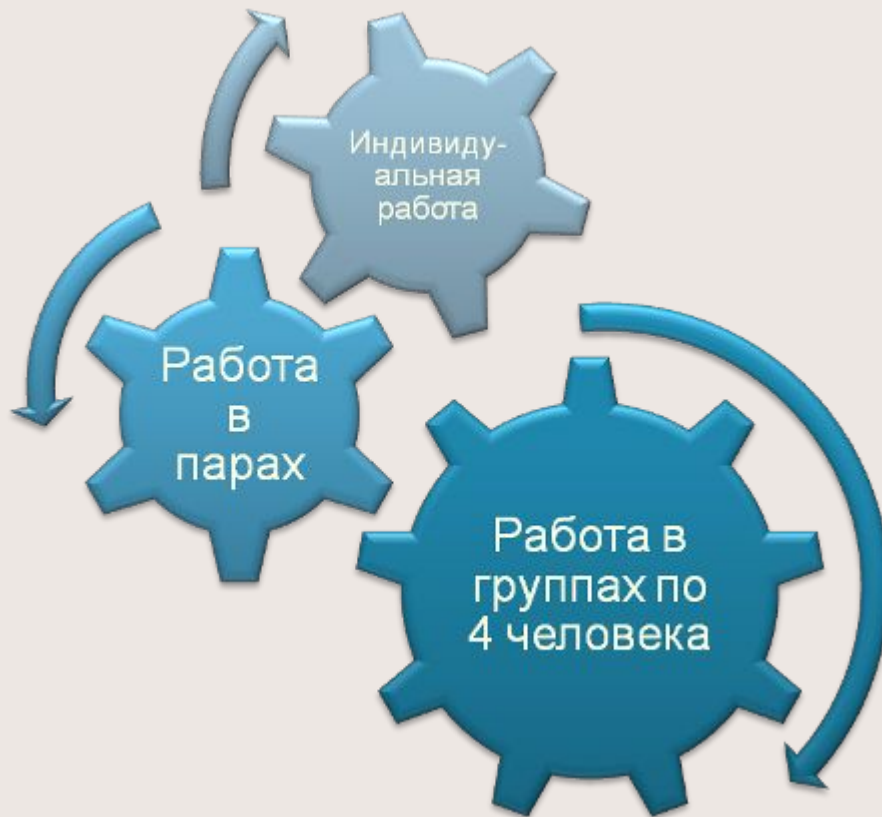 Индивиду-
альная
работа
Работа
в
парах
Работа в
группах по
4 человека